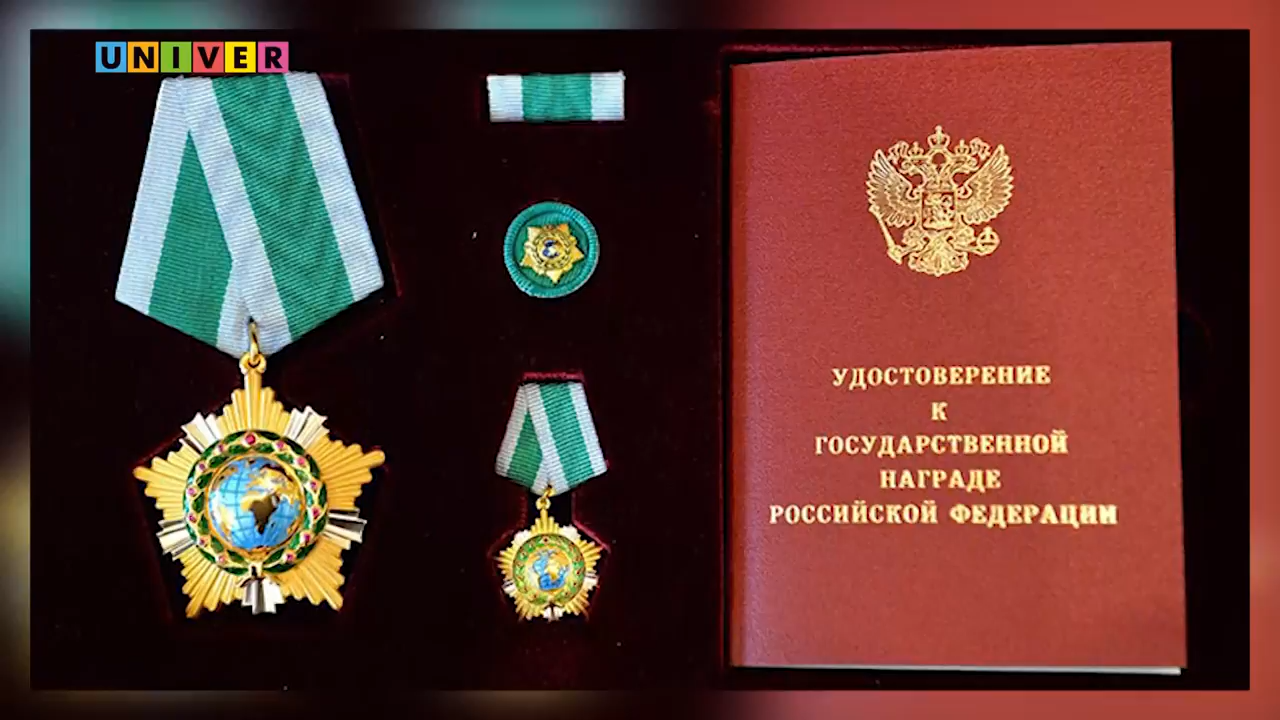 UNIVER
УДОСТОВЕРЕНИЕ
К
ГОСУДАРСТВЕННОЙ
НАГРАДЕ
РОССИЙСКОЙ ФЕДЕРАЦИИ